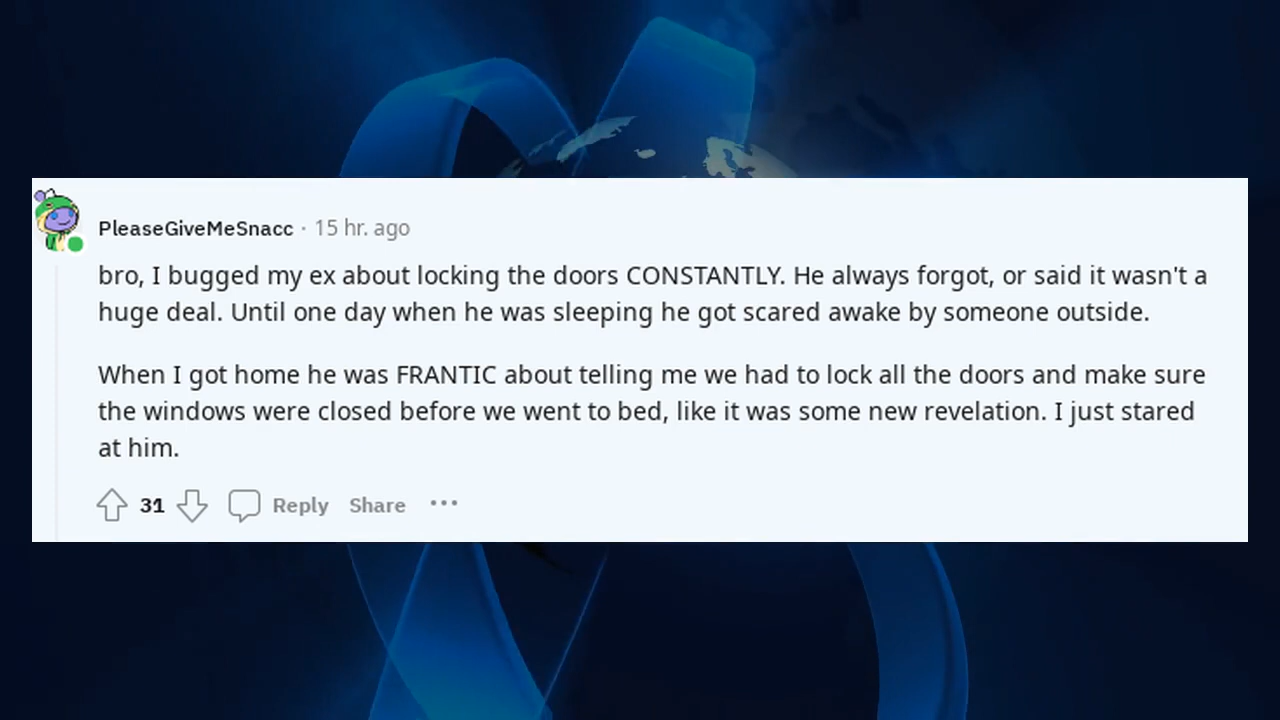 PleaseGiveMeSnacc · 15 hr. ago
bro, I bugged my ex about locking the doors CONSTANTLY. He always forgot, or said it wasn't a
huge deal. Until one day when he was sleeping he got scared awake by someone outside.
When I got home he was FRANTIC about telling me we had to lock all the doors and make sure
the windows were closed before we went to bed, like it was some new revelation. I just stared
at him.
31 Reply Share ···